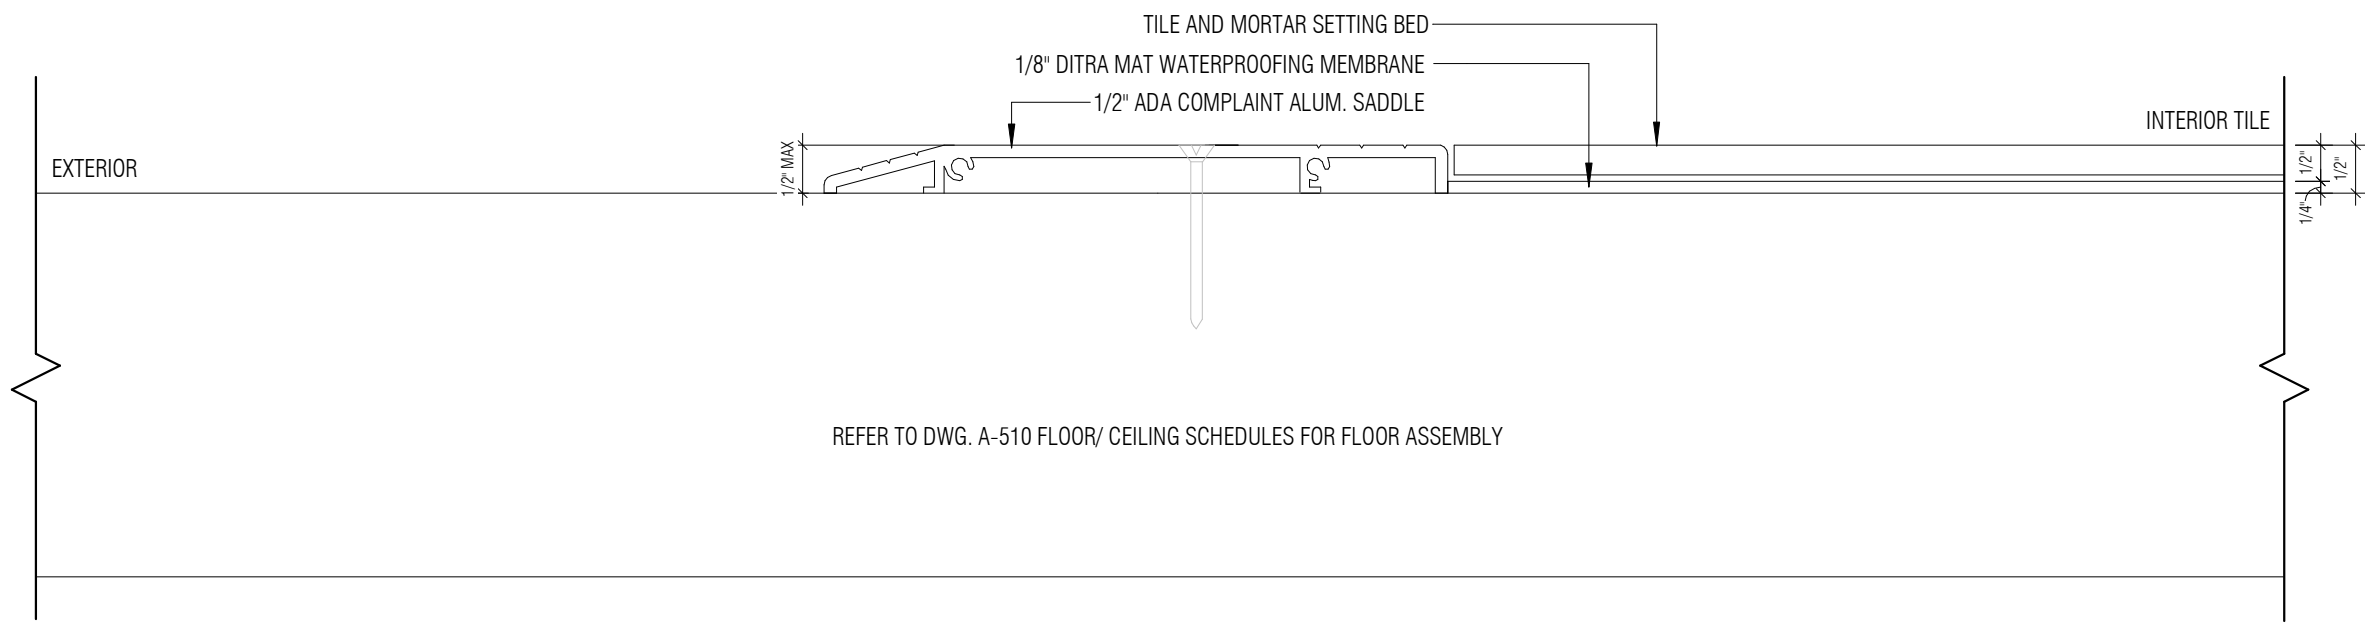 TILE AND MORTAR SETTING BED
1/8" DITRA MAT WATERPROOFING MEMBRANE
1/2" ADA COMPLAINT ALUM. SADDLE
INTERIOR TILE
EXTERIOR
1/2" MAX
1/2"
1/2"
1/4"
REFER TO DWG. A-510 FLOOR/ CEILING SCHEDULES FOR FLOOR ASSEMBLY